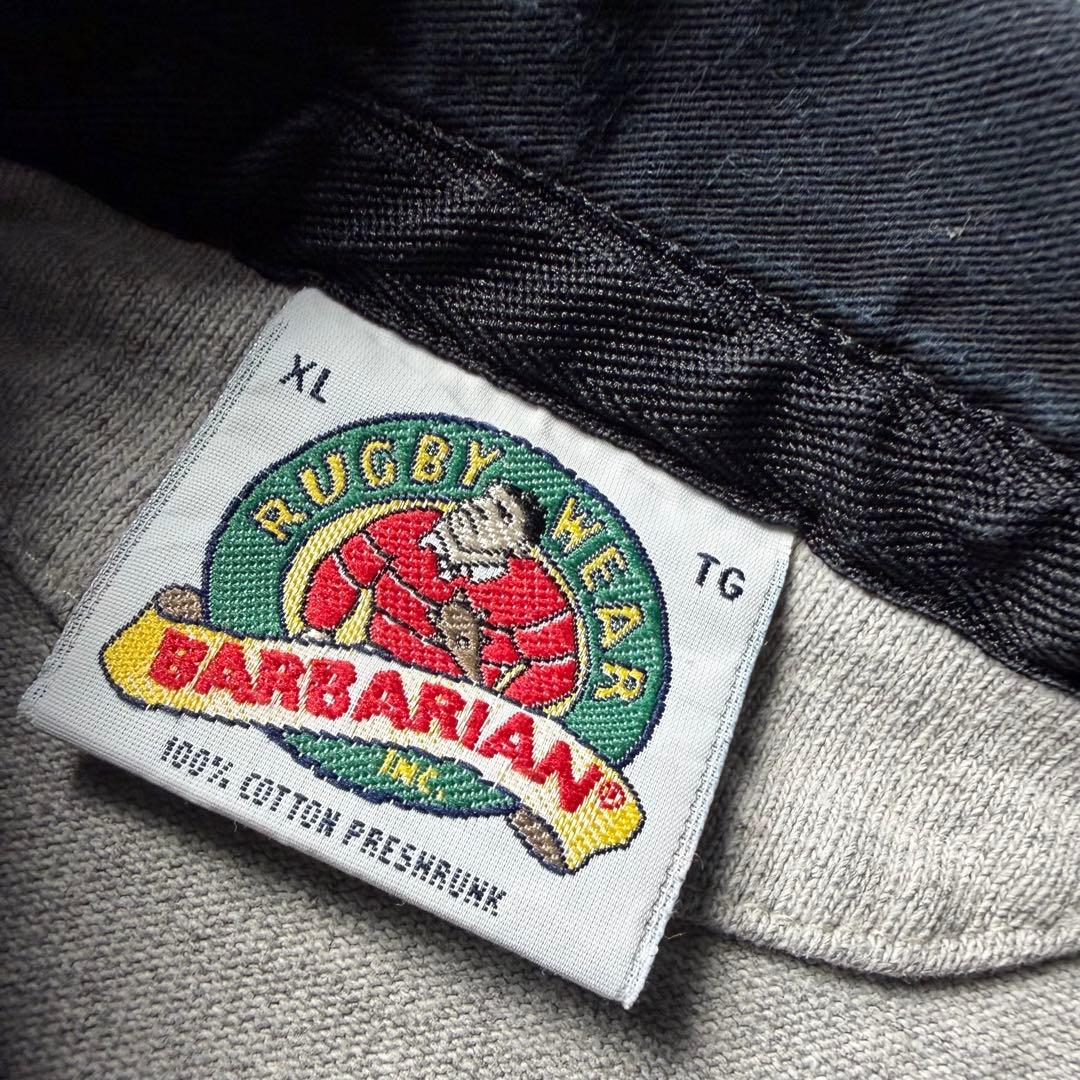 XL
TG
RUGBY WEAR
BARBARIAN®
INC.
100% COTTON PRESHRUNK